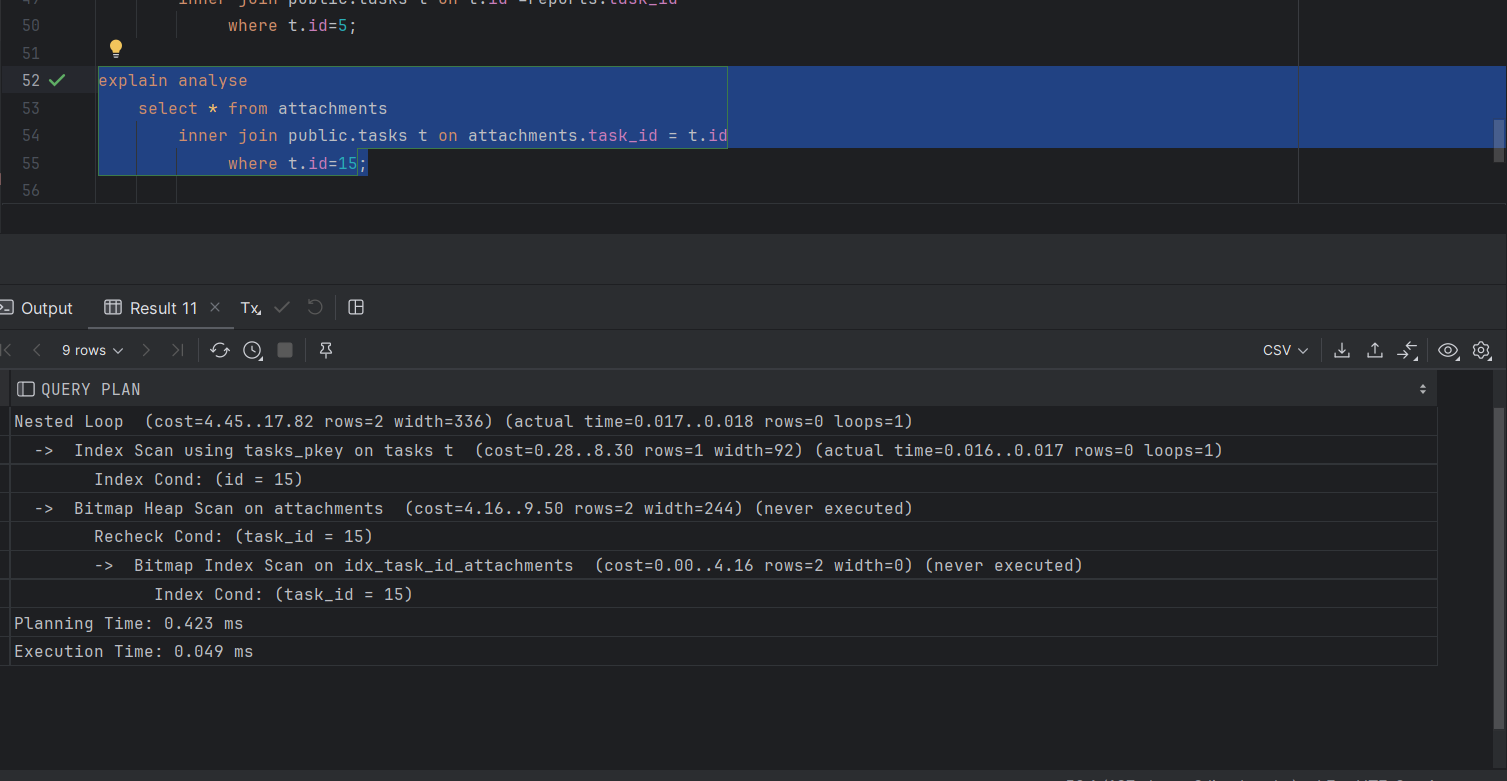 inner join public.tasks t on t.id =reports.task_id
50 where t.id=5;
51
52 explain analyse
53 select * from attachments
54 inner join public.tasks t on attachments.task_id = t.id
55 where t.id=15;
56
Output Result 11 × Tx
9 rows CSV
QUERY PLAN
Nested Loop  (cost=4.45..17.82 rows=2 width=336) (actual time=0.017..0.018 rows=0 loops=1)
->  Index Scan using tasks_pkey on tasks t  (cost=0.28..8.30 rows=1 width=92) (actual time=0.016..0.017 rows=0 loops=1)
Index Cond: (id = 15)
->  Bitmap Heap Scan on attachments  (cost=4.16..9.50 rows=2 width=244) (never executed)
Recheck Cond: (task_id = 15)
->  Bitmap Index Scan on idx_task_id_attachments  (cost=0.00..4.16 rows=2 width=0) (never executed)
Index Cond: (task_id = 15)
Planning Time: 0.423 ms
Execution Time: 0.049 ms